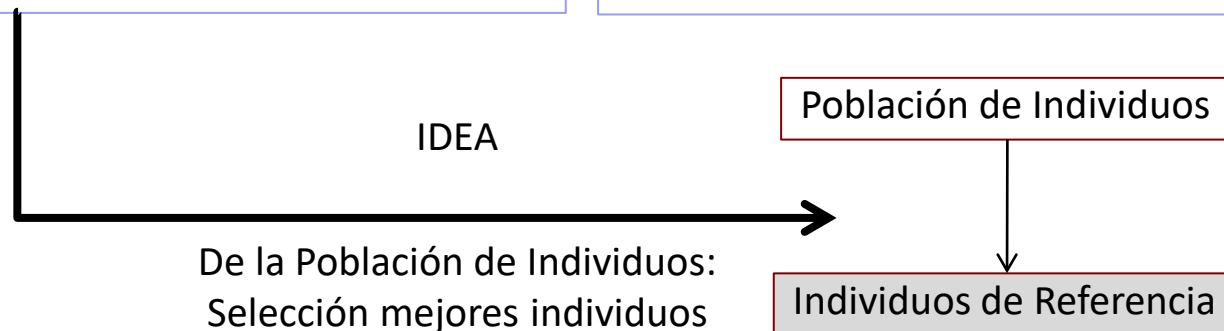 IDEA
Población de Individuos
De la Población de Individuos:
Selección mejores individuos
Individuos de Referencia